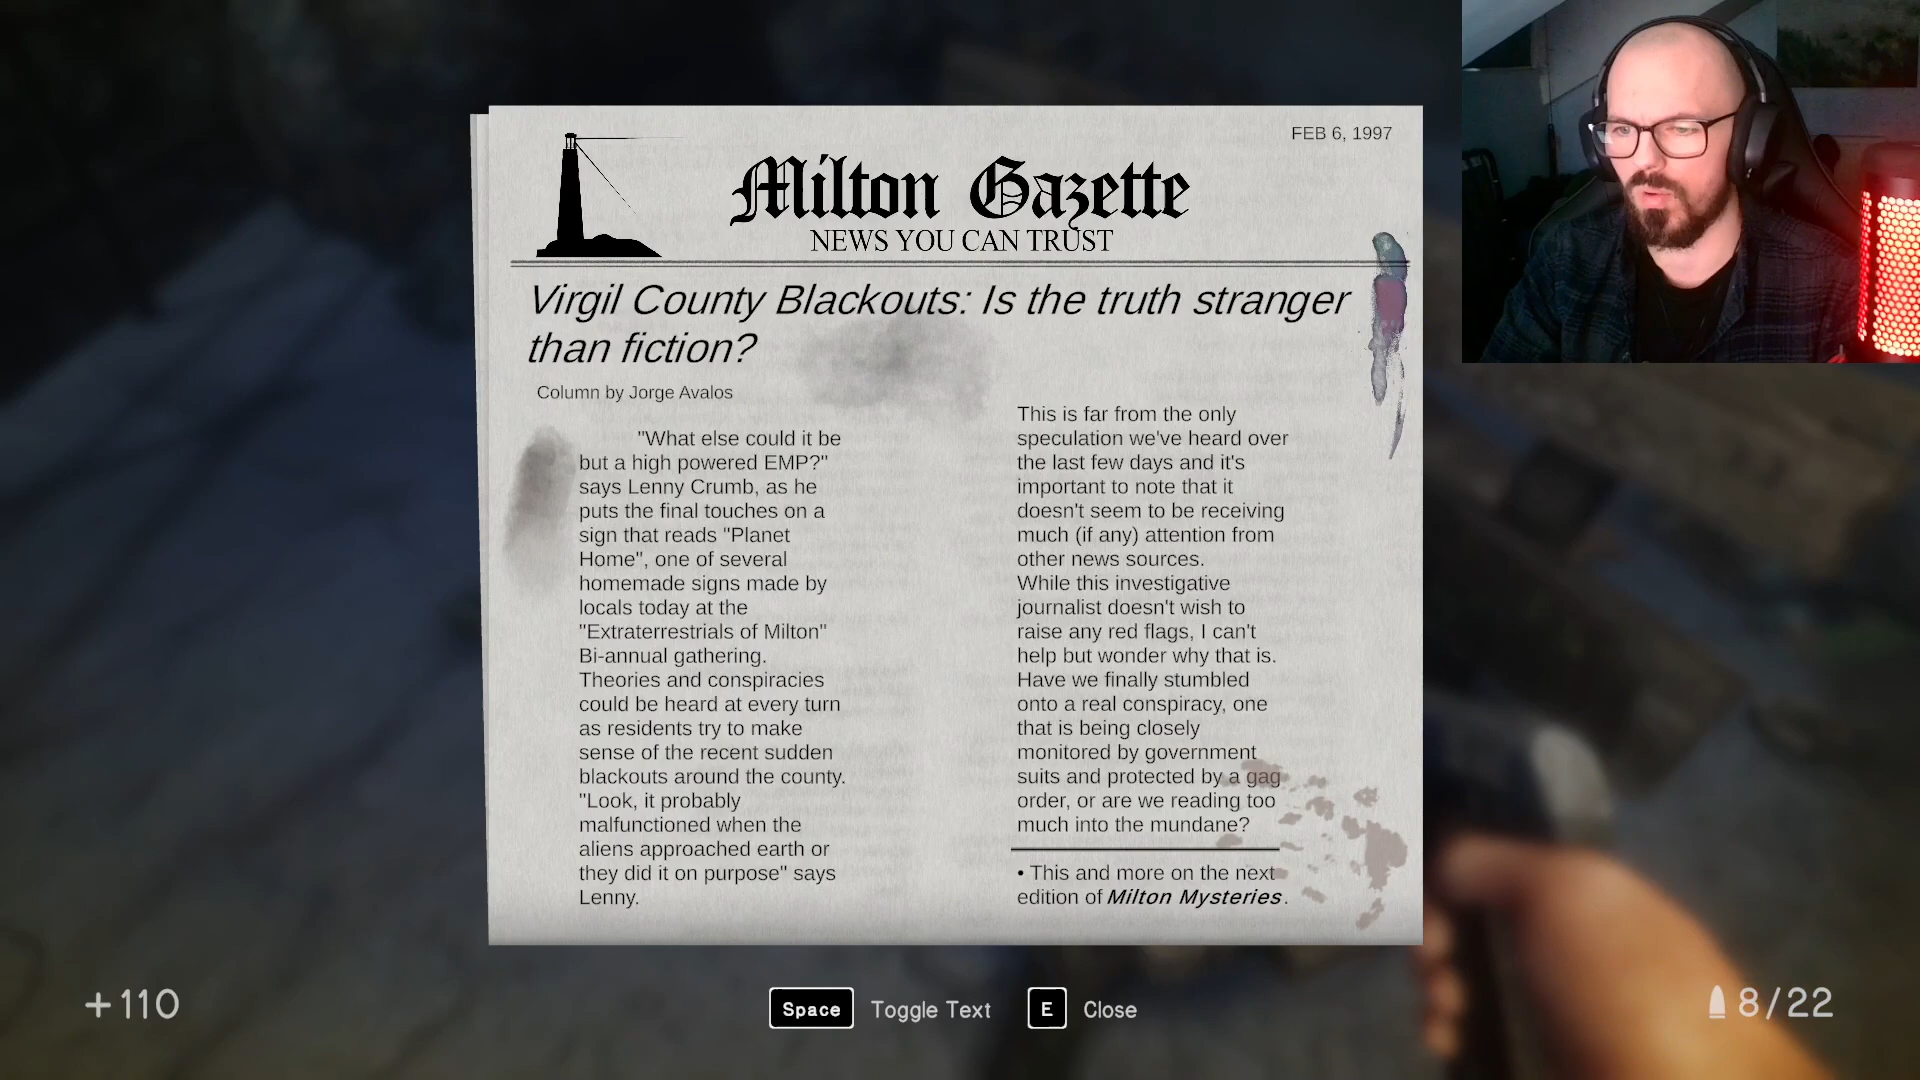 FEB 6, 1997
Milton Gazette
NEWS YOU CAN TRUST
Virgil County Blackouts: Is the truth stranger
than fiction?
Column by Jorge Avalos
"What else could it be
but a high powered EMP?"
says Lenny Crumb, as he
puts the final touches on a
sign that reads "Planet
Home", one of several
homemade signs made by
locals today at the
"Extraterrestrials of Milton"
Bi-annual gathering.
Theories and conspiracies
could be heard at every turn
as residents try to make
sense of the recent sudden
blackouts around the county.
"Look, it probably
malfunctioned when the
aliens approached earth or
they did it on purpose" says
Lenny.
This is far from the only
speculation we've heard over
the last few days and it's
important to note that it
doesn't seem to be receiving
much (if any) attention from
other news sources.
While this investigative
journalist doesn't wish to
raise any red flags, I can't
help but wonder why that is.
Have we finally stumbled
onto a real conspiracy, one
that is being closely
monitored by government
suits and protected by a gag
order, or are we reading too
much into the mundane?
• This and more on the next
edition of Milton Mysteries.
+110
Space Toggle Text E Close
8/22